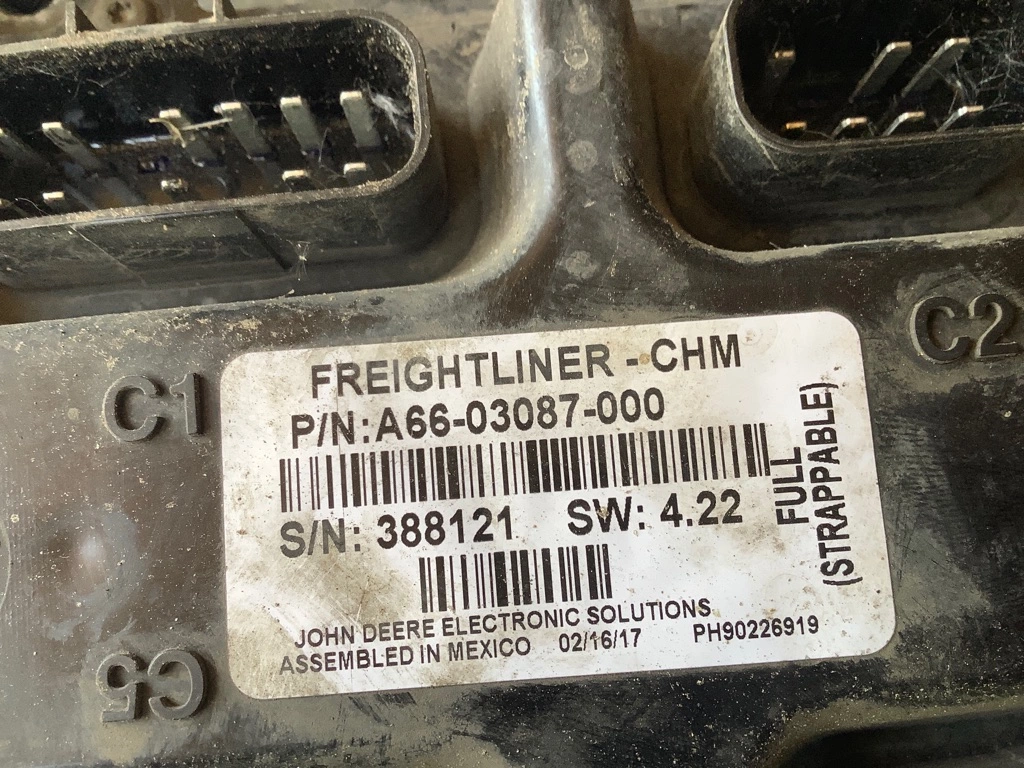 C1
C2
FREIGHTLINER - CHM
P/N: A66-03087-000
S/N: 388121 SW: 4.22
FULL
(STRAPPABLE)
JOHN DEERE ELECTRONIC SOLUTIONS
ASSEMBLED IN MEXICO 02/16/17 PH90226919
C5